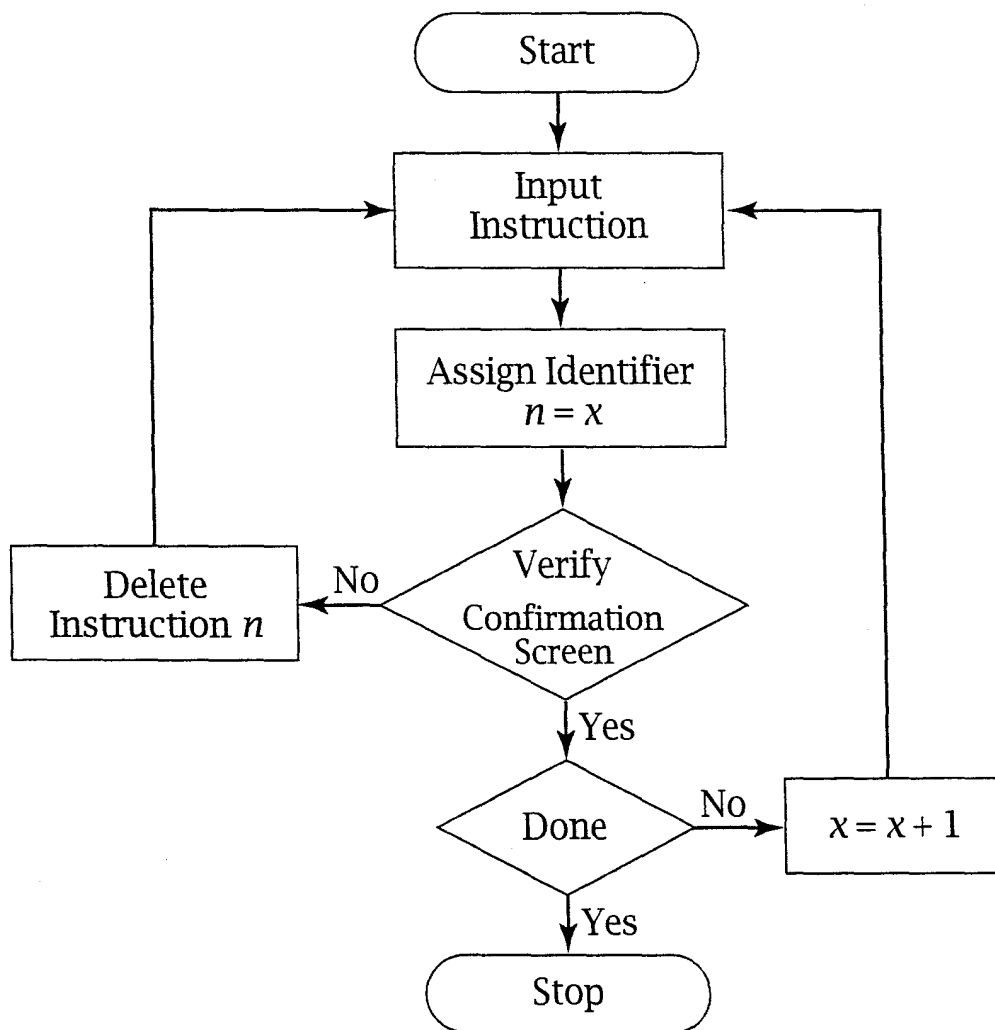 Start
Input
Instruction
Assign Identifier
n = x
Verify
Confirmation
Screen
No
Delete
Instruction n
Yes
Done
No
x = x + 1
Yes
Stop